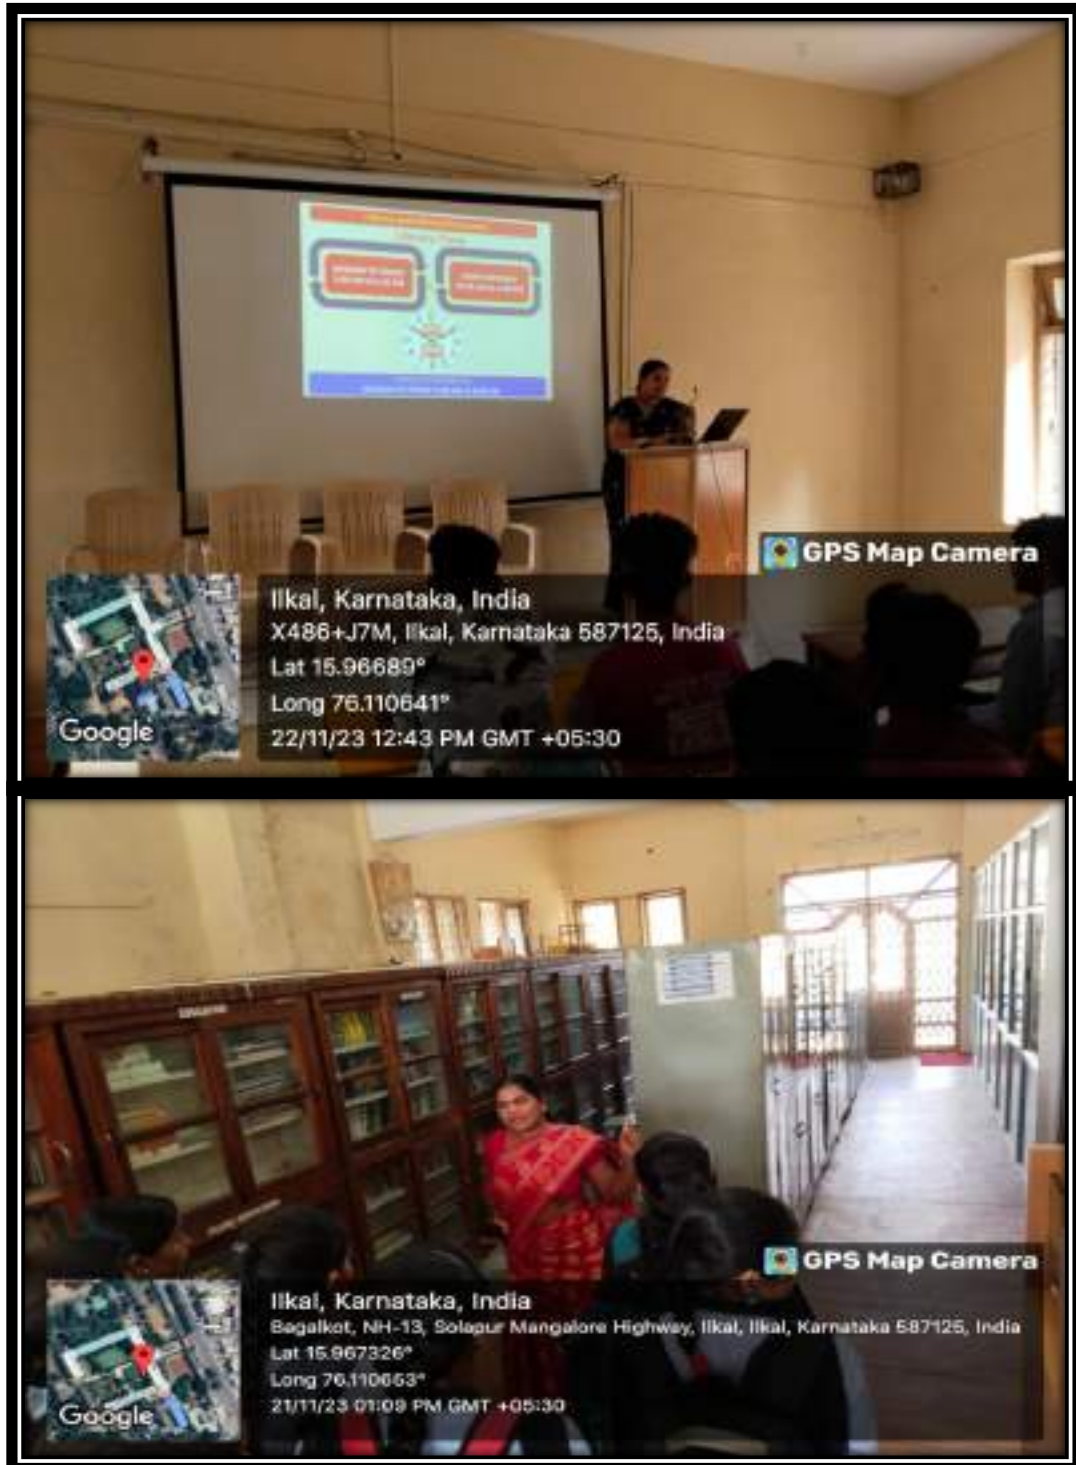 GPS Map Camera
Ilkal, Karnataka, India
X486+J7M, Ilkal, Karnataka 587125, India
Lat 15.96689°
Long 76.110641°
22/11/23 12:43 PM GMT +05:30
Google
GPS Map Camera
Ilkal, Karnataka, India
Bagalkot, NH-13, Solapur Mangalore Highway, Ilkal, Ilkal, Karnataka 587125, India
Lat 15.967326°
Long 76.110653°
21/11/23 01:09 PM GMT +05:30
Google